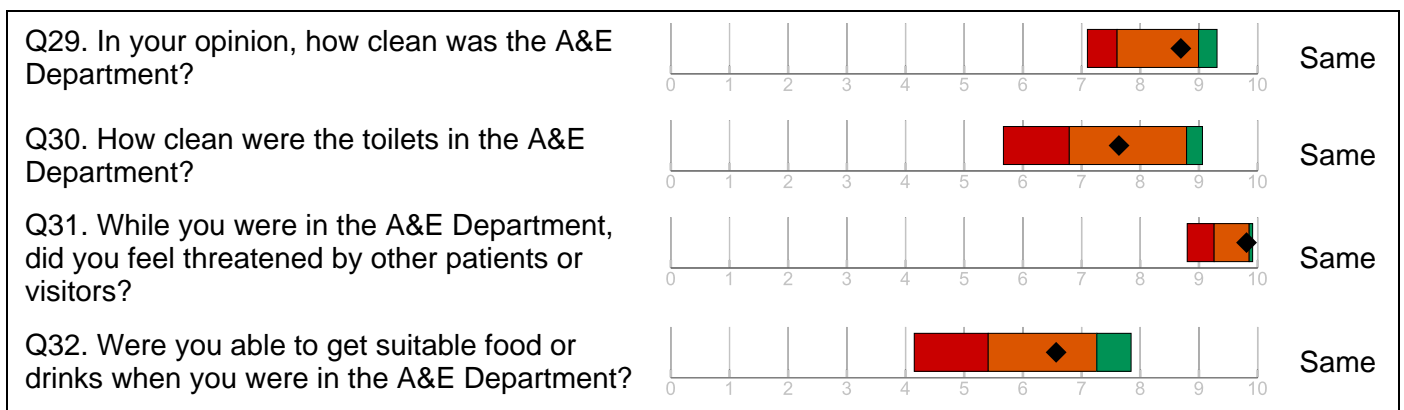 Q29. In your opinion, how clean was the A&E
Department?
Same
0 1 2 3 4 5 6 7 8 9 10
Q30. How clean were the toilets in the A&E
Department?
Same
0 1 2 3 4 5 6 7 8 9 10
Q31. While you were in the A&E Department,
did you feel threatened by other patients or
visitors?
Same
0 1 2 3 4 5 6 7 8 9 10
Q32. Were you able to get suitable food or
drinks when you were in the A&E Department?
Same
0 1 2 3 4 5 6 7 8 9 10